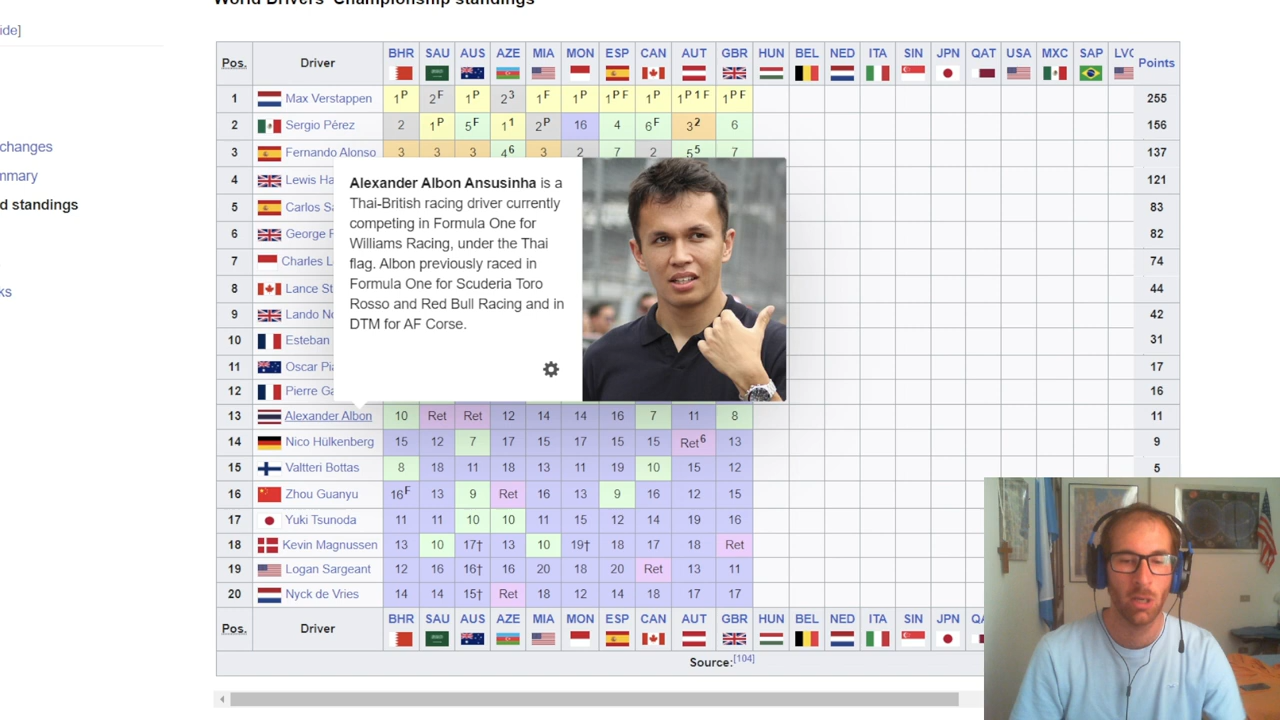 World Drivers' Championship standings
ide]
changes
mmary
d standings
ks
Pos. Driver BHR SAU AUS AZE MIA MON ESP CAN AUT GBR HUN BEL NED ITA SIN JPN QAT USA MXC SAP LVG Points
1 Max Verstappen 1P 2F 1P 23 1F 1P 1P F 1P 1P 1 F 1P F 255
2 Sergio Pérez 2 1P 5F 11 2P 16 4 6F 32 6 156
3 Fernando Alonso 3 3 3 46 3 2 7 2 55 7 137
4 Lewis Ha 121
5 Carlos Sa 83
6 George 82
7 Charles L 74
8 Lance St 44
9 Lando No 42
10 Esteban 31
11 Oscar Pia 17
12 Pierre Ga 16
Alexander Albon Ansusinha is a
Thai-British racing driver currently
competing in Formula One for
Williams Racing, under the Thai
flag. Albon previously raced in
Formula One for Scuderia Toro
Rosso and Red Bull Racing and in
DTM for AF Corse.
13 Alexander Albon 10 Ret Ret 12 14 14 16 7 11 8 11
14 Nico Hülkenberg 15 12 7 17 15 17 15 15 Ret6 13 9
15 Valtteri Bottas 8 18 11 18 13 11 19 10 15 12 5
16 Zhou Guanyu 16F 13 9 Ret 16 13 9 16 12 15
17 Yuki Tsunoda 11 11 10 10 11 15 12 14 19 16
18 Kevin Magnussen 13 10 17† 13 10 19† 18 17 18 Ret
19 Logan Sargeant 12 16 16† 16 20 18 20 Ret 13 11
20 Nyck de Vries 14 14 15† Ret 18 12 14 18 17 17
Pos. Driver BHR SAU AUS AZE MIA MON ESP CAN AUT GBR HUN BEL NED ITA SIN JPN QA
Source:[104]